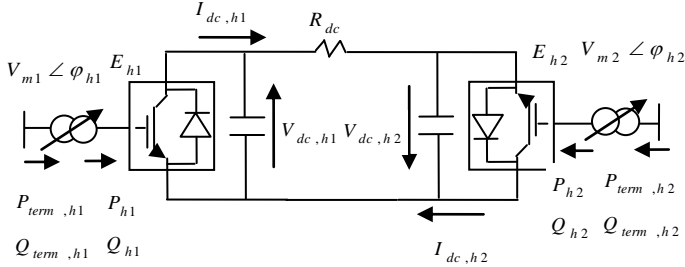 I dc,h1
R dc
V m1 ∠ φ h1
E h1
E h2
V m2 ∠ φ h2
V dc,h1
V dc,h2
P term,h1
P h1
P h2
P term,h2
Q term,h1
Q h1
Q h2
Q term,h2
I dc,h2